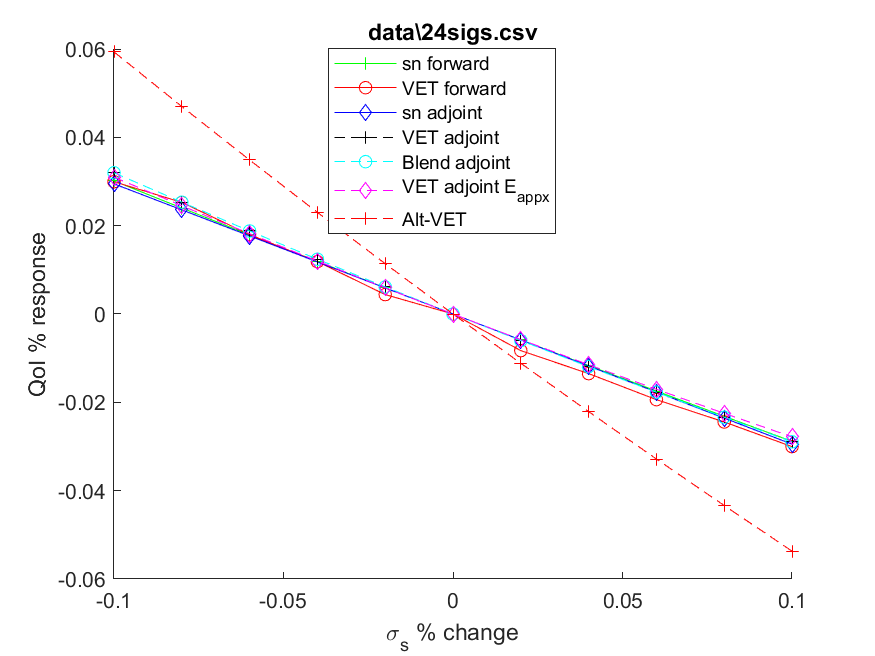 data\24sigs.csv
sn forward
VET forward
sn adjoint
VET adjoint
Blend adjoint
VET adjoint E_appx
Alt-VET
0.06
0.04
0.02
0
-0.02
-0.04
-0.06
QoI % response
-0.1 -0.05 0 0.05 0.1
σ_s % change